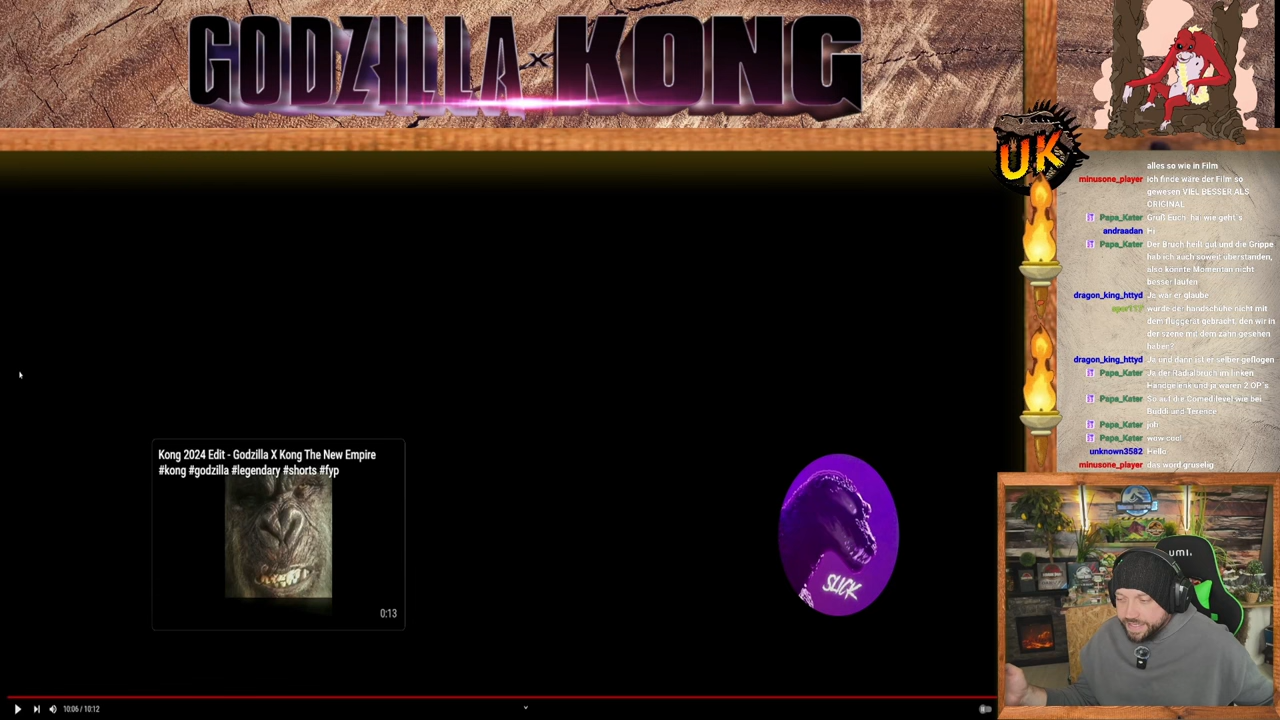 GODZILLA x KONG
UK
alles so wie in Film
minusone_player ich finde wäre der Film so
gewesen VIEL BESSER ALS
ORIGINAL
Papa_Kater Grüß Euch, hai wie geht´s
andraadan Hi
Papa_Kater Der Bruch heilt gut und die Grippe
hab ich auch soweit überstanden,
also könnte Momentan nicht
besser laufen
dragon_king_httyd Ja war er glaube
wurde der handschuhe nicht mit
dem fluggerät gebracht, den wir in
der szene mit dem zahn gesehen
haben?
dragon_king_httyd Ja und dann ist er selber geflogen
Papa_Kater Ja der Radialbruch im linken
Handgelenk und ja waren 2 OP´s
Papa_Kater So auf die Comed level wie bei
Buddi und Terence
Papa_Kater
Papa_Kater wow cool
unknown3582 Hello
minusone_player das word gruselig
Kong 2024 Edit - Godzilla X Kong The New Empire
#kong #godzilla #legendary #shorts #fyp
0:13
SLICK
umi.
10:06 / 10:12